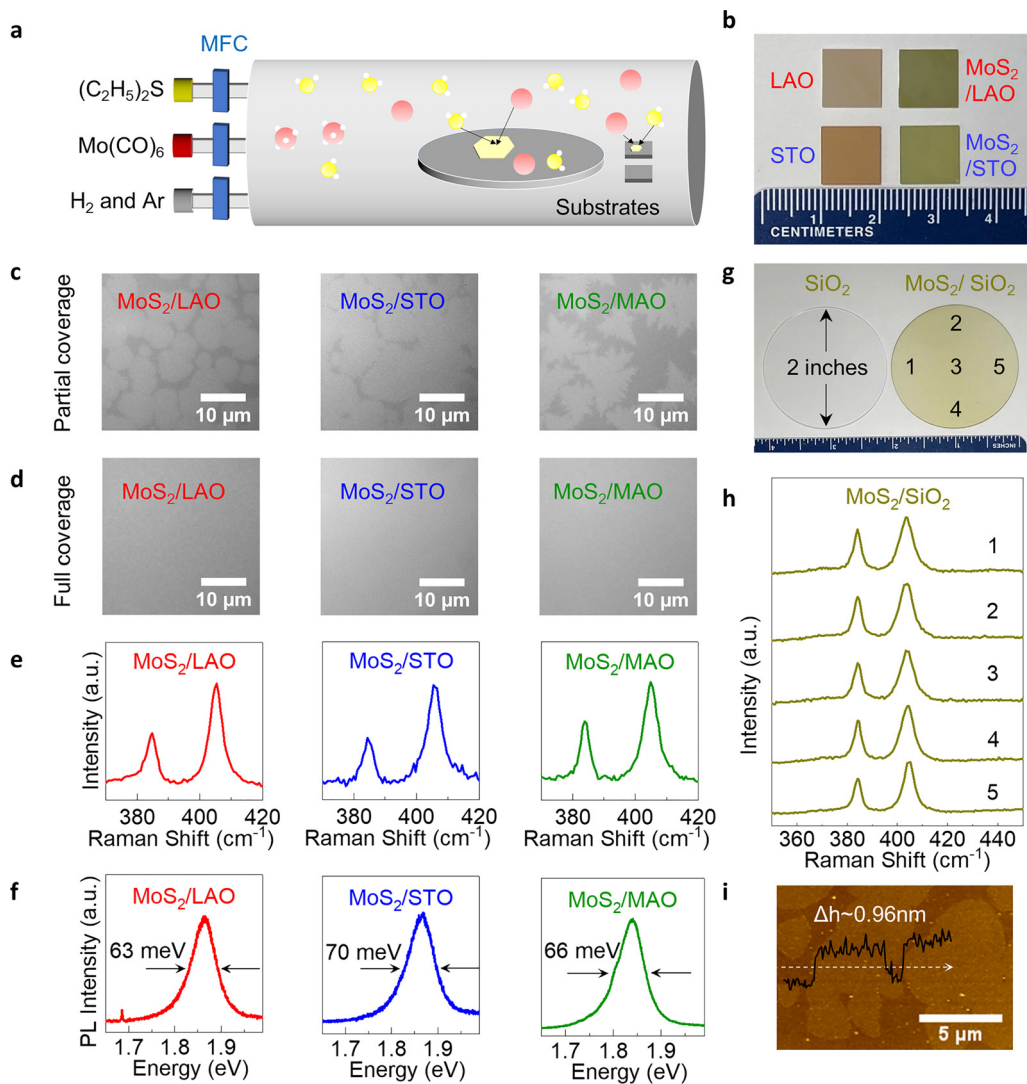 a
MFC
(C₂H₅)₂S
Mo(CO)₆
H₂ and Ar
Substrates
b
LAO
MoS₂
/LAO
STO
MoS₂
/STO
1 2 3 4
CENTIMETERS
c
Partial coverage
MoS₂/LAO
10 μm
MoS₂/STO
10 μm
MoS₂/MAO
10 μm
d
Full coverage
MoS₂/LAO
10 μm
MoS₂/STO
10 μm
MoS₂/MAO
10 μm
e
Intensity (a.u.)
MoS₂/LAO
380 400 420
Raman Shift (cm⁻¹)
MoS₂/STO
380 400 420
Raman Shift (cm⁻¹)
MoS₂/MAO
380 400 420
Raman Shift (cm⁻¹)
f
PL Intensity (a.u.)
MoS₂/LAO
63 meV
1.7 1.8 1.9
Energy (eV)
MoS₂/STO
70 meV
1.7 1.8 1.9
Energy (eV)
MoS₂/MAO
66 meV
1.7 1.8 1.9
Energy (eV)
g
SiO₂
MoS₂/ SiO₂
2 inches
2
1 3 5
4
4 3 2 1
INCHES
h
MoS₂/SiO₂
1
2
3
4
5
Intensity (a.u.)
360 380 400 420 440
Raman Shift (cm⁻¹)
i
Δh~0.96nm
5 μm